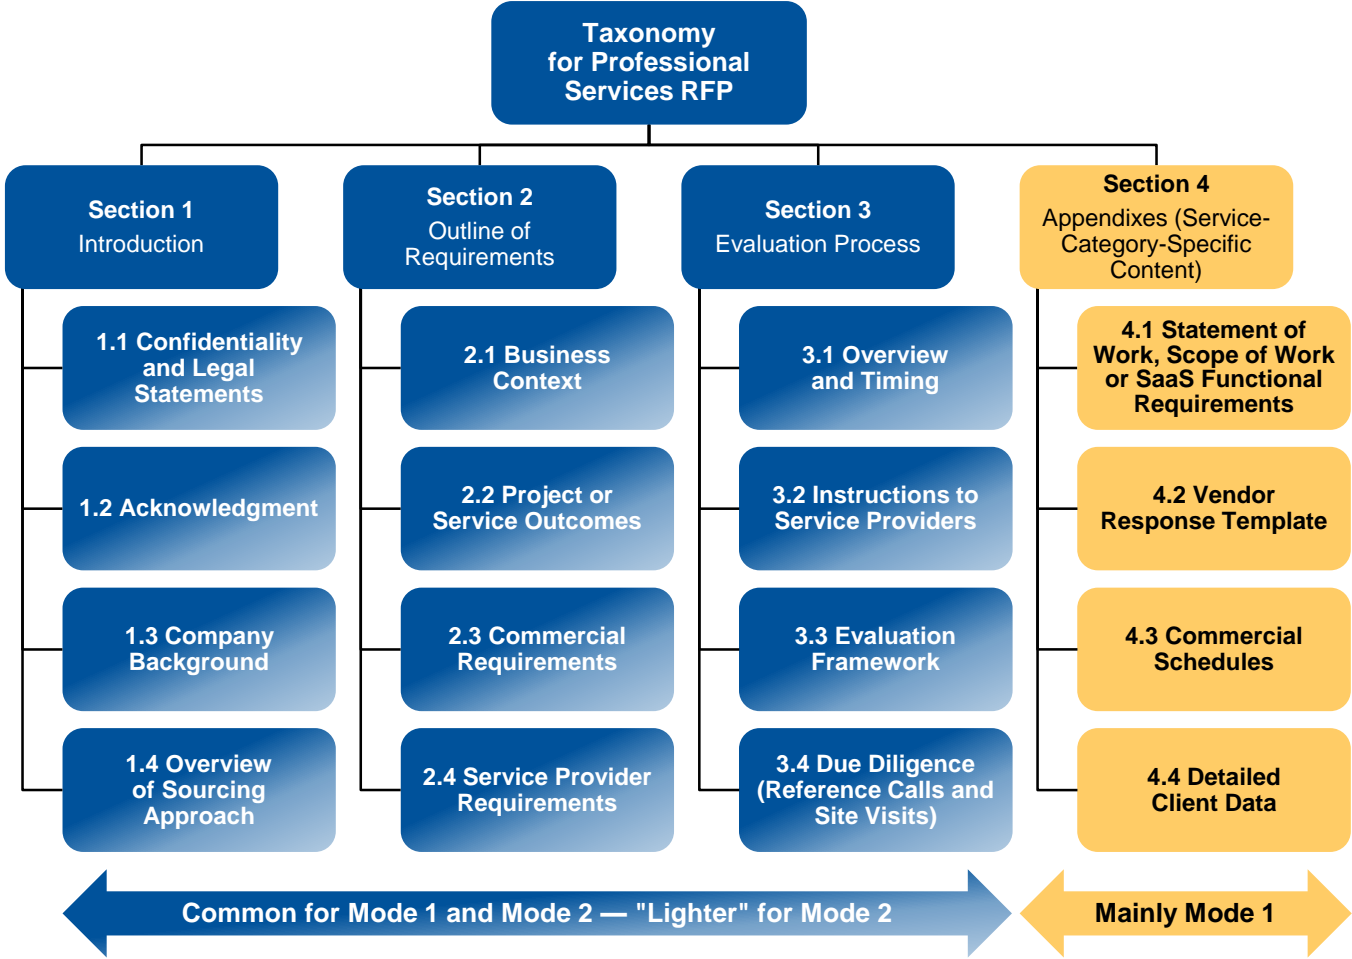 Taxonomy
for Professional
Services RFP
Section 1
Introduction
Section 2
Outline of
Requirements
Section 3
Evaluation Process
Section 4
Appendixes (Service-
Category-Specific
Content)
1.1 Confidentiality
and Legal
Statements
2.1 Business
Context
3.1 Overview
and Timing
4.1 Statement of
Work, Scope of Work
or SaaS Functional
Requirements
1.2 Acknowledgment
2.2 Project or
Service Outcomes
3.2 Instructions to
Service Providers
4.2 Vendor
Response Template
1.3 Company
Background
2.3 Commercial
Requirements
3.3 Evaluation
Framework
4.3 Commercial
Schedules
1.4 Overview
of Sourcing
Approach
2.4 Service Provider
Requirements
3.4 Due Diligence
(Reference Calls and
Site Visits)
4.4 Detailed
Client Data
Common for Mode 1 and Mode 2 — "Lighter" for Mode 2
Mainly Mode 1